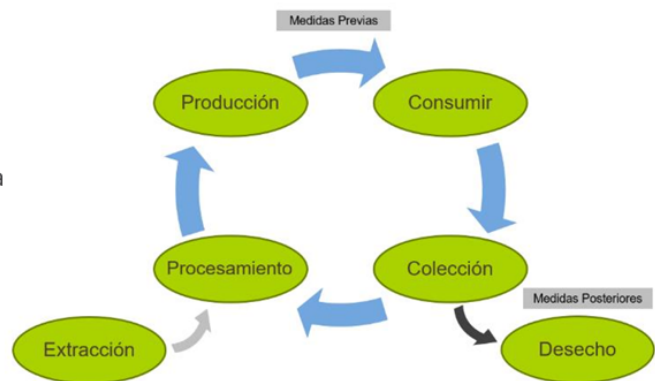 Medidas Previas
Producción
Consumir
a
Procesamiento
Colección
Medidas Posteriores
Extracción
Desecho